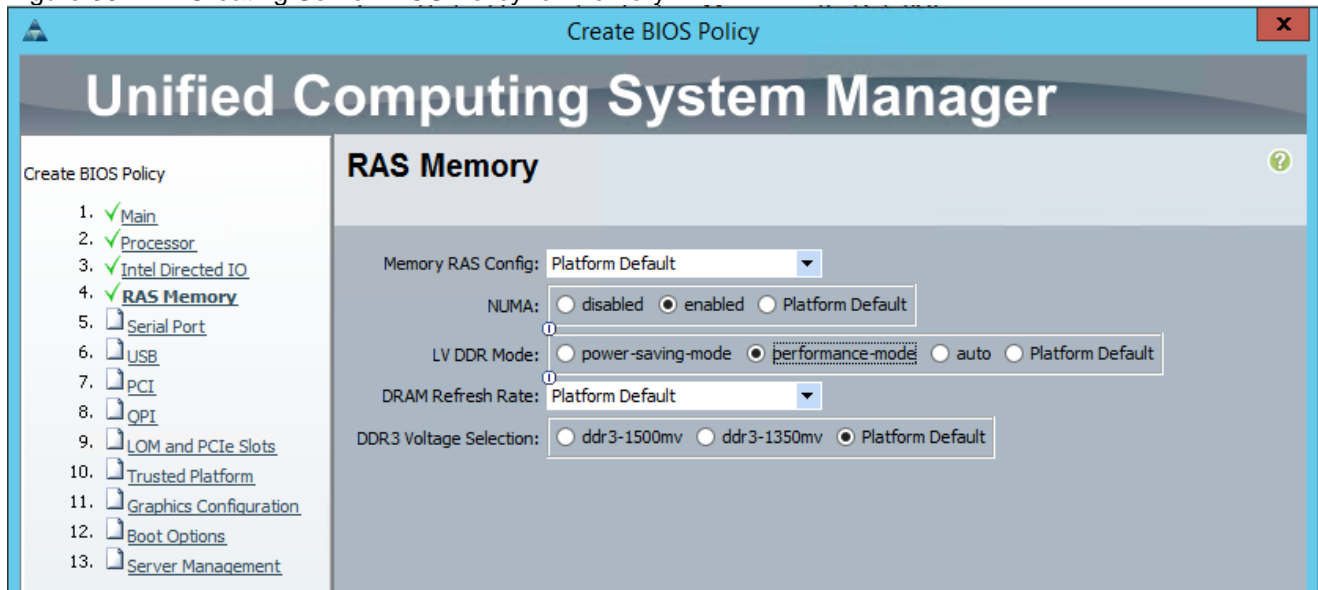 Create BIOS Policy
X
Unified Computing System Manager
Create BIOS Policy
1. Main
2. Processor
3. Intel Directed IO
4. RAS Memory
5. Serial Port
6. USB
7. PCI
8. QPI
9. LOM and PCIe Slots
10. Trusted Platform
11. Graphics Configuration
12. Boot Options
13. Server Management
RAS Memory
?
Memory RAS Config: Platform Default
NUMA: disabled enabled Platform Default
LV DDR Mode: power-saving-mode performance-mode auto Platform Default
DRAM Refresh Rate: Platform Default
DDR3 Voltage Selection: ddr3-1500mv ddr3-1350mv Platform Default